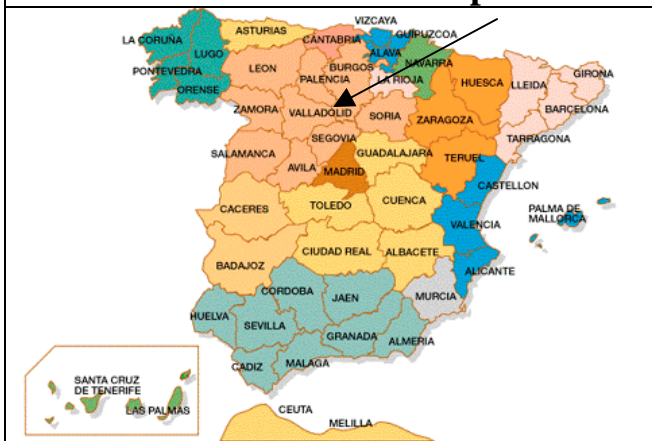 VIZCAYA
ASTURIAS
GUIPUZCOA
LA CORUÑA
CANTABRIA
LUGO
ALAVA
NAVARRA
LEON
BURGOS
PONTEVEDRA
PALENCIA
LA RIOJA
HUESCA
GIRONA
LLEIDA
ORENSE
ZAMORA
VALLADOLID
SORIA
ZARAGOZA
BARCELONA
SEGOVIA
TARRAGONA
SALAMANCA
GUADALAJARA
TERUEL
AVILA
MADRID
CASTELLON
CACERES
TOLEDO
CUENCA
PALMA DE
MALLORCA
VALENCIA
CIUDAD REAL
ALBACETE
BADAJOZ
ALICANTE
CORDOBA
JAEN
MURCIA
HUELVA
SEVILLA
GRANADA
ALMERIA
CADIZ
MALAGA
SANTA CRUZ
DE TENERIFE
LAS PALMAS
CEUTA
MELILLA